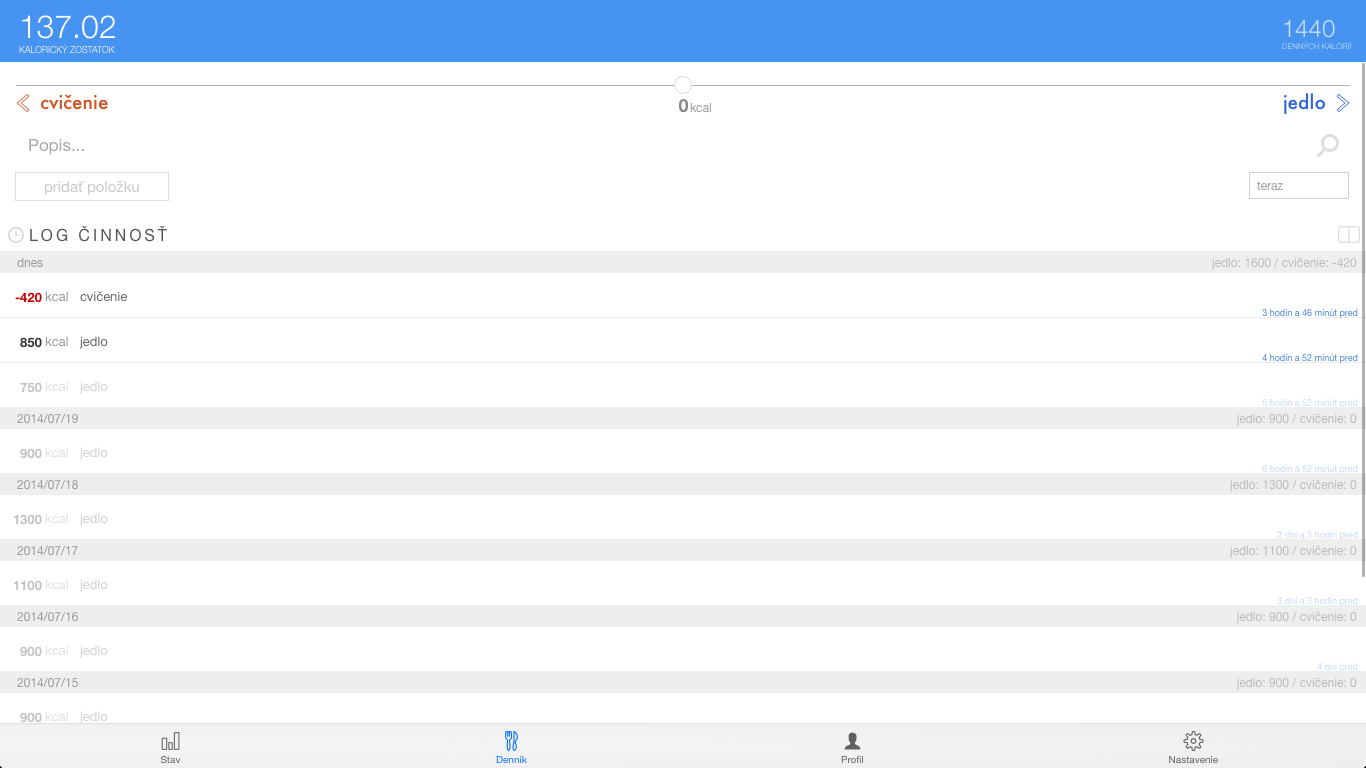 137.02
KALORICKÝ ZOSTATOK
1440
DENNÝCH KALÓRIÍ
cvičenie
0 kcal
jedlo
Popis...
pridať položku
teraz
LOG ČINNOSŤ
dnes
jedlo: 1600 / cvičenie: -420
-420 kcal cvičenie
3 hodín a 46 minút pred
850 kcal jedlo
4 hodín a 52 minút pred
750 kcal jedlo
5 hodín a 52 minút pred
2014/07/19
jedlo: 900 / cvičenie: 0
900 kcal jedlo
6 hodín a 52 minút pred
2014/07/18
jedlo: 1300 / cvičenie: 0
1300 kcal jedlo
2 dni a 3 hodín pred
2014/07/17
jedlo: 1100 / cvičenie: 0
1100 kcal jedlo
3 dni a 3 hodín pred
2014/07/16
jedlo: 900 / cvičenie: 0
900 kcal jedlo
4 dni pred
2014/07/15
jedlo: 900 / cvičenie: 0
900 kcal jedlo
Stav
Denník
Profil
Nastavenie